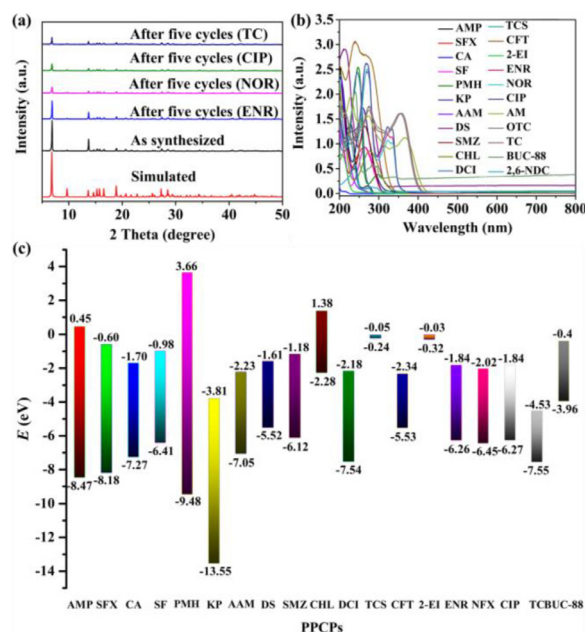 (a)
After five cycles (TC)
After five cycles (CIP)
After five cycles (NOR)
After five cycles (ENR)
As synthesized
Simulated
Intensity (a.u.)
10 20 30 40 50
2 Theta (degree)
(b)
3.5
3.0
2.5
2.0
1.5
1.0
0.5
0.0
Intensity (a.u.)
AMP TCS
SFX CFT
CA 2-EI
SF ENR
PMH NOR
KP CIP
AAM AM
DS OTC
SMZ TC
CHL BUC-88
DCI 2,6-NDC
200 300 400 500 600 700 800
Wavelength (nm)
(c)
4
2
0
-2
-4
-6
-8
-10
-12
-14
E (eV)
0.45 -0.60 -1.70 -0.98 3.66 -3.81 -2.23 -1.61 -1.18 1.38 -2.18 -0.05 -2.34 -0.03 -1.84 -2.02 -1.84 -4.53 -0.4
-8.47 -8.18 -7.27 -6.41 -9.48 -13.55 -7.05 -5.52 -6.12 -2.28 -7.54 -0.24 -5.53 -0.32 -6.26 -6.45 -6.27 -7.55 -3.96
AMP SFX CA SF PMH KP AAM DS SMZ CHL DCI TCS CFT 2-EI ENR NFX CIP TCBUC-88
PPCPs